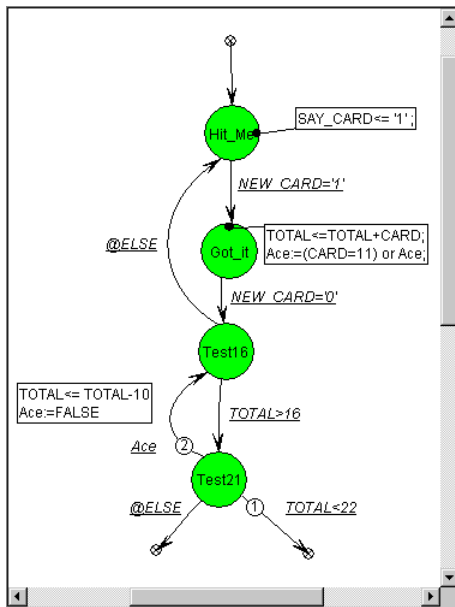 SAY_CARD<= '1' ;
Hit_Me
NEW_CARD='1'
@ELSE
TOTAL<=TOTAL+CARD;
Ace:=(CARD=11) or Ace;
Got_it
NEW_CARD='0'
Test16
TOTAL<= TOTAL-10
Ace:=FALSE
TOTAL>16
Ace
2
Test21
@ELSE
1
TOTAL<22